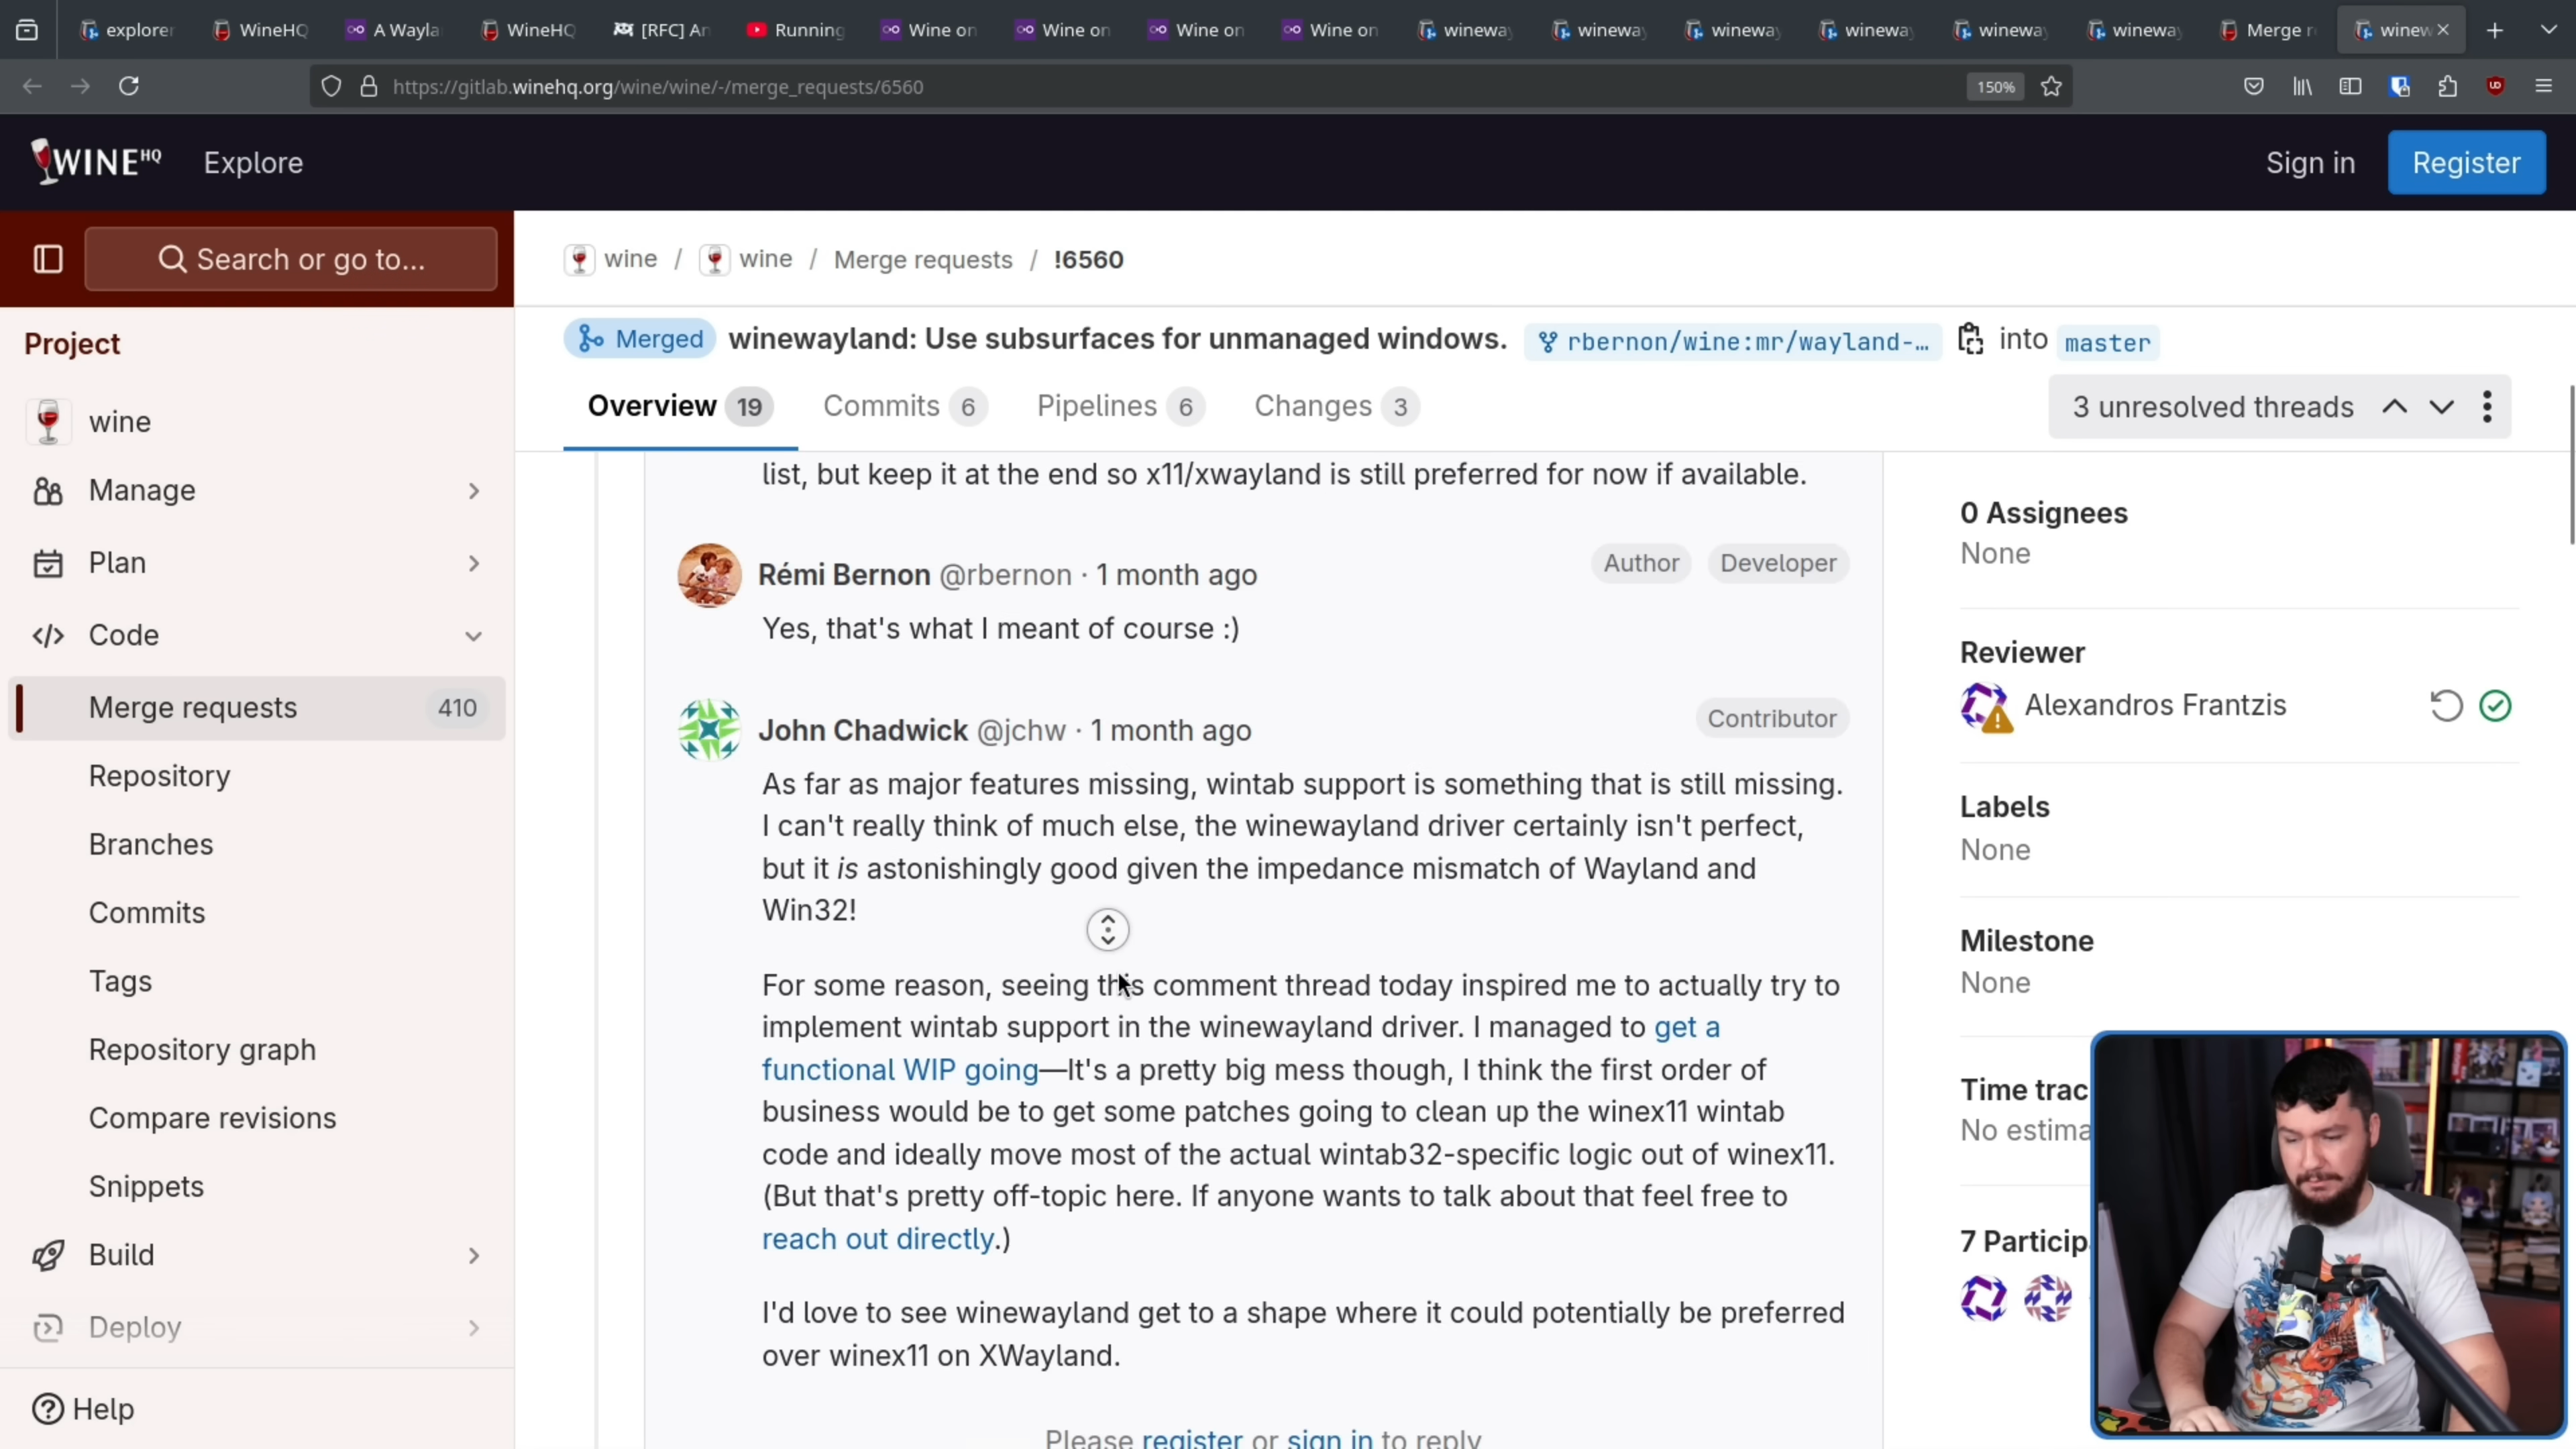 explorer
WineHQ
A Wayla
WineHQ
[RFC] An
Running
Wine on
Wine on
Wine on
Wine on
winewa
winewa
winewa
winewa
winewa
winewa
Merge r
winew
https://gitlab.winehq.org/wine/wine/-/merge_requests/6560
150%
WINE HQ
Explore
Sign in
Register
Search or go to...
wine / wine / Merge requests / !6560
Merged winewayland: Use subsurfaces for unmanaged windows. rbernon/wine:mr/wayland-… into master
Overview 19 Commits 6 Pipelines 6 Changes 3
3 unresolved threads
Project
wine
Manage
Plan
Code
Merge requests 410
Repository
Branches
Commits
Tags
Repository graph
Compare revisions
Snippets
Build
Deploy
Help
list, but keep it at the end so x11/xwayland is still preferred for now if available.
Rémi Bernon @rbernon · 1 month ago
Author Developer
Yes, that's what I meant of course :)
John Chadwick @jchw · 1 month ago
Contributor
As far as major features missing, wintab support is something that is still missing.
I can't really think of much else, the winewayland driver certainly isn't perfect,
but it is astonishingly good given the impedance mismatch of Wayland and
Win32!
For some reason, seeing this comment thread today inspired me to actually try to
implement wintab support in the winewayland driver. I managed to get a
functional WIP going—It's a pretty big mess though, I think the first order of
business would be to get some patches going to clean up the winex11 wintab
code and ideally move most of the actual wintab32-specific logic out of winex11.
(But that's pretty off-topic here. If anyone wants to talk about that feel free to
reach out directly.)
I'd love to see winewayland get to a shape where it could potentially be preferred
over winex11 on XWayland.
Please register or sign in to reply
0 Assignees
None
Reviewer
Alexandros Frantzis
Labels
None
Milestone
None
Time trac
No estima
7 Particip